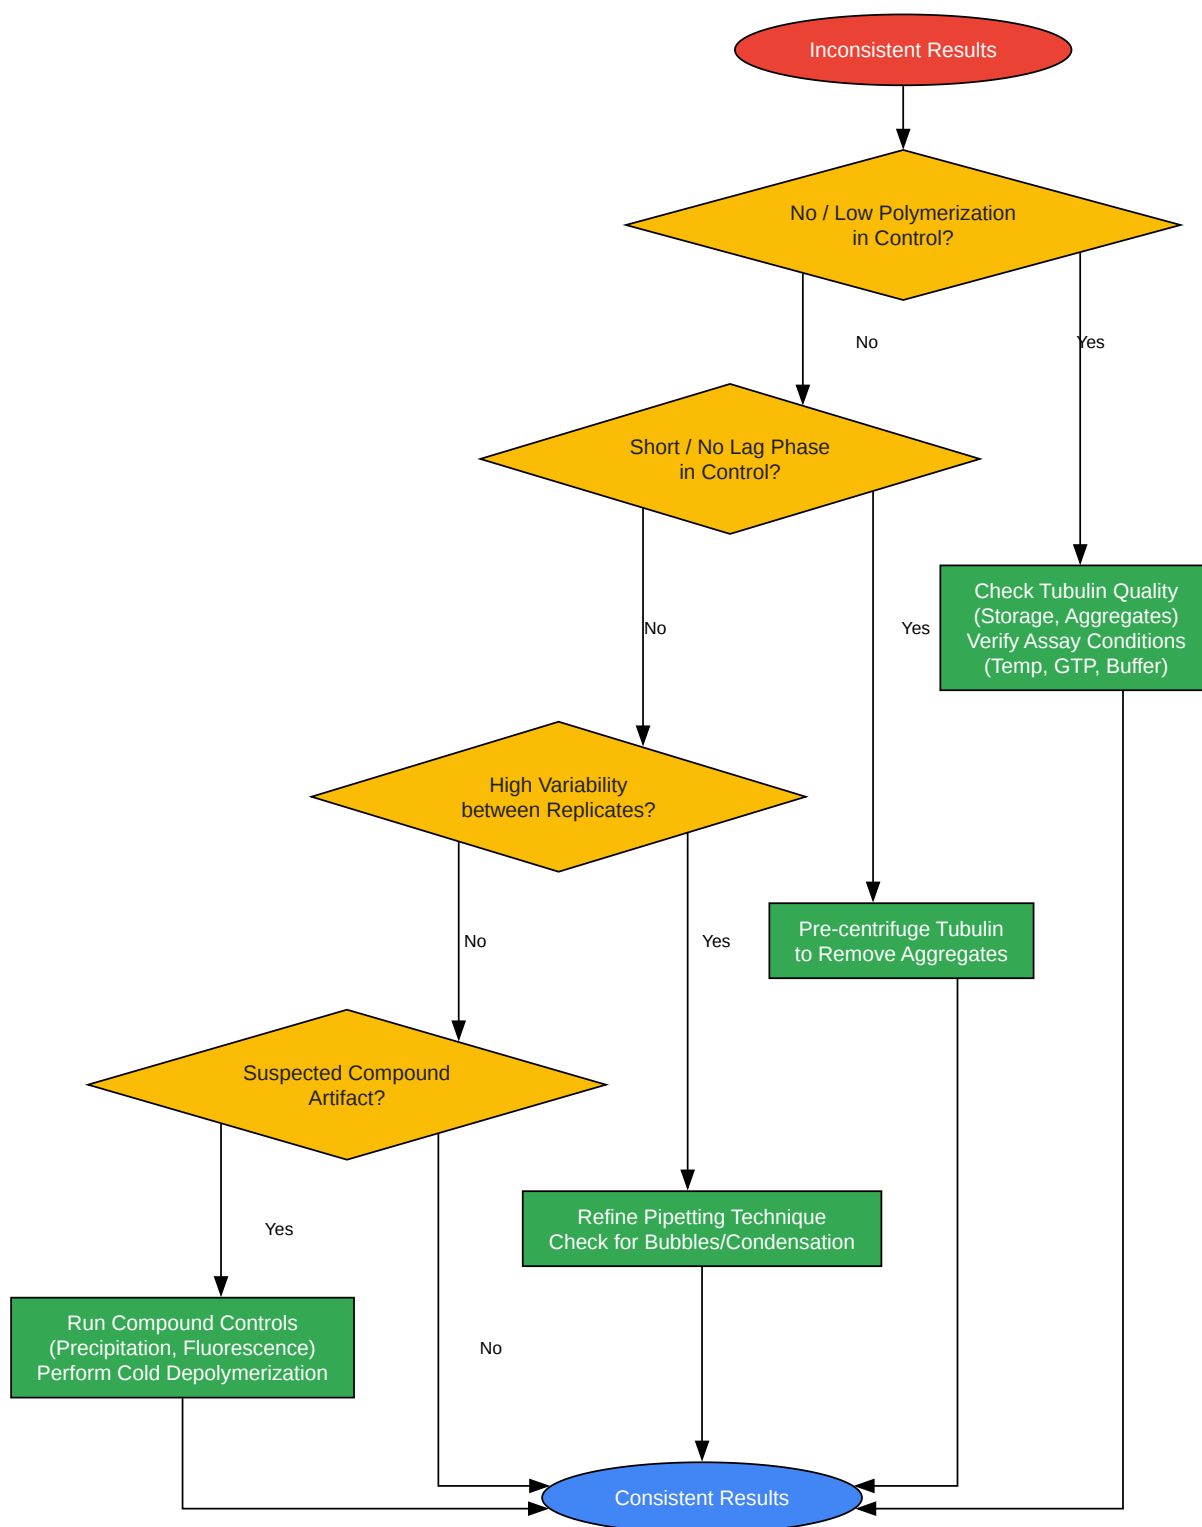 Inconsistent Results
No / Low Polymerization
in Control?
No
Yes
Short / No Lag Phase
in Control?
Check Tubulin Quality
(Storage, Aggregates)
Verify Assay Conditions
(Temp, GTP, Buffer)
No
Yes
High Variability
between Replicates?
Pre-centrifuge Tubulin
to Remove Aggregates
No
Yes
Suspected Compound
Artifact?
Refine Pipetting Technique
Check for Bubbles/Condensation
Yes
Run Compound Controls
(Precipitation, Fluorescence)
Perform Cold Depolymerization
No
Consistent Results